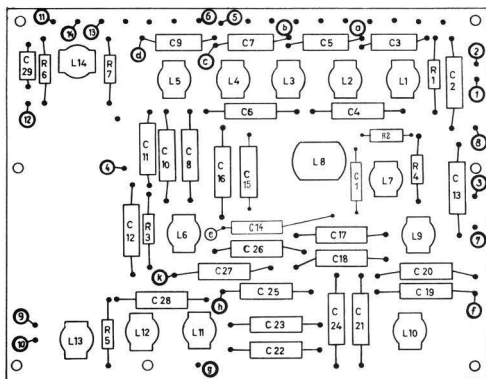 11 14 13 6 5 b a
d C9 c C7 C5 C3 2
C29 R6 L14 R7 L5 L4 L3 L2 L1 R1 C2 1
12 C6 C4 8
R2
4 C11 C10 C8 C16 C15 L8 C1 L7 R4 C13 3
C12 R3 L6 e C14 C17 L9 7
C26
C18
k C27 C20
h C25 C19 f
C28
9 L12 L11 C23 C24 C21 L10
10 L13 R5 C22
g